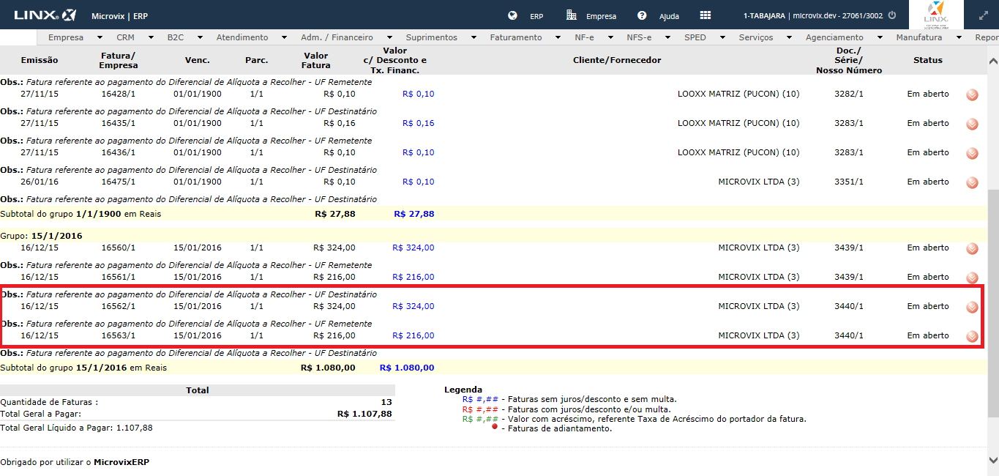 LINX Microvix | ERP ERP Empresa Ajuda 1-TABAJARA | microvix.dev - 27061/3002 LINX
Empresa CRM B2C Atendimento Adm. / Financeiro Suprimentos Faturamento NF-e NFS-e SPED Serviços Agenciamento Manufatura Repor
Emissão Fatura/ Empresa Venc. Parc. Valor Fatura Valor c/ Desconto e Tx. Financ. Cliente/Fornecedor Doc./ Série/ Nosso Número Status
Obs.: Fatura referente ao pagamento do Diferencial de Alíquota a Recolher - UF Remetente
27/11/15 16428/1 01/01/1900 1/1 R$ 0,10 R$ 0,10 LOOXX MATRIZ (PUCON) (10) 3282/1 Em aberto
Obs.: Fatura referente ao pagamento do Diferencial de Alíquota a Recolher - UF Destinatário
27/11/15 16435/1 01/01/1900 1/1 R$ 0,16 R$ 0,16 LOOXX MATRIZ (PUCON) (10) 3283/1 Em aberto
Obs.: Fatura referente ao pagamento do Diferencial de Alíquota a Recolher - UF Remetente
27/11/15 16436/1 01/01/1900 1/1 R$ 0,10 R$ 0,10 LOOXX MATRIZ (PUCON) (10) 3283/1 Em aberto
Obs.: Fatura referente ao pagamento do Diferencial de Alíquota a Recolher - UF Destinatário
26/01/16 16475/1 01/01/1900 1/1 R$ 0,10 R$ 0,10 MICROVIX LTDA (3) 3351/1 Em aberto
Obs.: Fatura referente ao pagamento do Diferencial de Alíquota a Recolher - UF Destinatário
Subtotal do grupo 1/1/1900 em Reais R$ 27,88 R$ 27,88
Grupo: 15/1/2016
16/12/15 16560/1 15/01/2016 1/1 R$ 324,00 R$ 324,00 MICROVIX LTDA (3) 3439/1 Em aberto
Obs.: Fatura referente ao pagamento do Diferencial de Alíquota a Recolher - UF Remetente
16/12/15 16561/1 15/01/2016 1/1 R$ 216,00 R$ 216,00 MICROVIX LTDA (3) 3439/1 Em aberto
Obs.: Fatura referente ao pagamento do Diferencial de Alíquota a Recolher - UF Destinatário
16/12/15 16562/1 15/01/2016 1/1 R$ 324,00 R$ 324,00 MICROVIX LTDA (3) 3440/1 Em aberto
Obs.: Fatura referente ao pagamento do Diferencial de Alíquota a Recolher - UF Remetente
16/12/15 16563/1 15/01/2016 1/1 R$ 216,00 R$ 216,00 MICROVIX LTDA (3) 3440/1 Em aberto
Obs.: Fatura referente ao pagamento do Diferencial de Alíquota a Recolher - UF Destinatário
Subtotal do grupo 15/1/2016 em Reais R$ 1.080,00 R$ 1.080,00
Total
Quantidade de Faturas : 13
Total Geral a Pagar: R$ 1.107,88
Total Geral Líquido a Pagar: 1.107,88
Legenda
R$ #,## - Faturas sem juros/desconto e sem multa.
R$ #,## - Faturas com juros/desconto e/ou multa.
R$ #,## - Valor com acréscimo, referente Taxa de Acréscimo do portador da fatura.
- Faturas de adiantamento.
Obrigado por utilizar o MicrovixERP